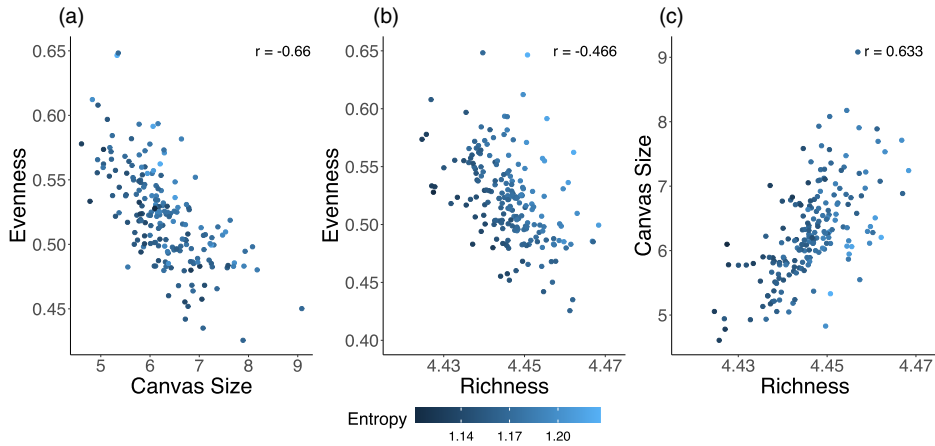 (a)
r = -0.66
Evenness
0.65
0.60
0.55
0.50
0.45
5 6 7 8 9
Canvas Size
(b)
r = -0.466
Evenness
0.65
0.60
0.55
0.50
0.45
0.40
4.43 4.45 4.47
Richness
(c)
r = 0.633
Canvas Size
9
8
7
6
5
4.43 4.45 4.47
Richness
Entropy
1.14 1.17 1.20